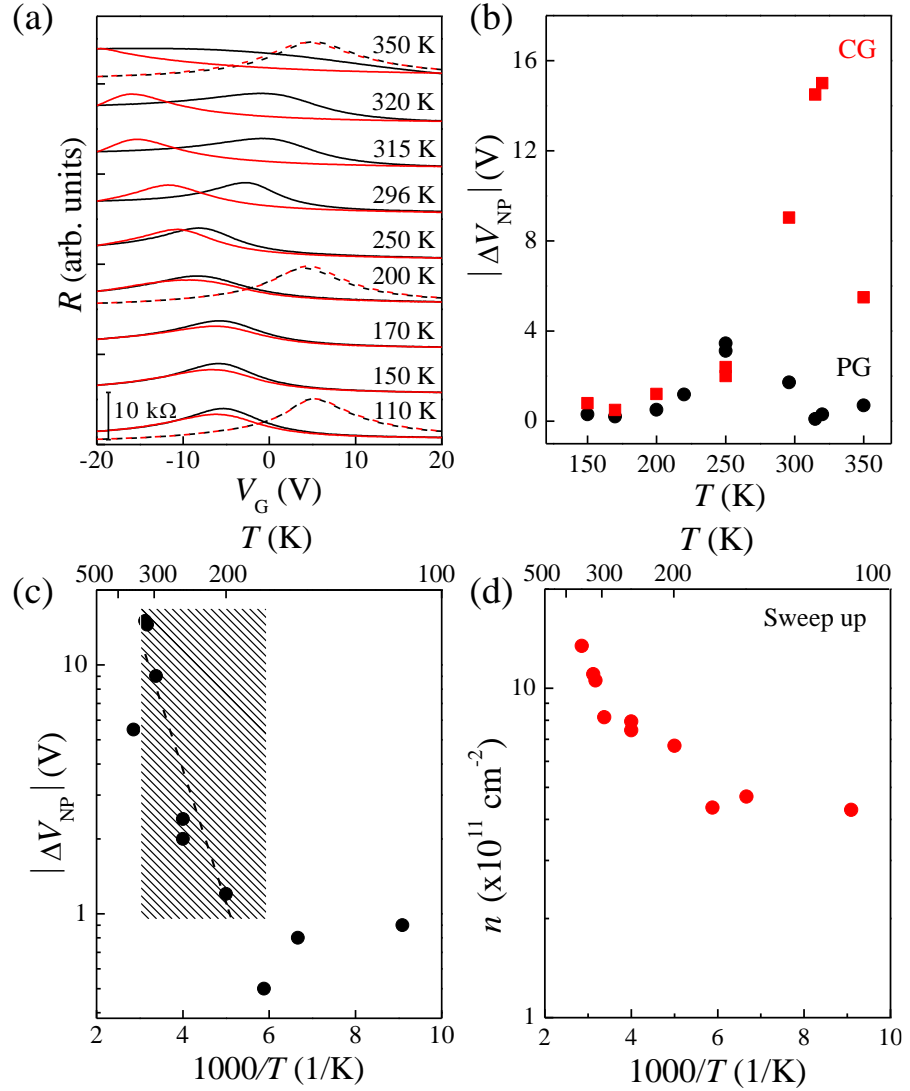 (a)
350 K
320 K
315 K
296 K
250 K
200 K
170 K
150 K
110 K
10 kΩ
R (arb. units)
-20 -10 0 10 20
V_G (V)
(b)
CG
PG
16
12
8
4
0
|ΔV_NP| (V)
150 200 250 300 350
T (K)
(c)
T (K)
500 300 200 100
10
1
|ΔV_NP| (V)
2 4 6 8 10
1000/T (1/K)
(d)
T (K)
500 300 200 100
Sweep up
10
1
n (x10^11 cm^-2)
2 4 6 8 10
1000/T (1/K)